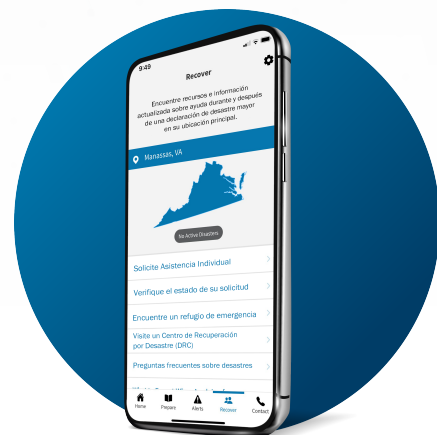 9:49
Recover
Encuentre recursos e información
actualizada sobre ayuda durante y después
de una declaración de desastre mayor
en su ubicación principal.
Manassas, VA
No Active Disasters
Solicite Asistencia Individual
Verifique el estado de su solicitud
Encuentre un refugio de emergencia
Visite un Centro de Recuperación
por Desastre (DRC)
Preguntas frecuentes sobre desastres
Home Prepare Alerts Recover Contact